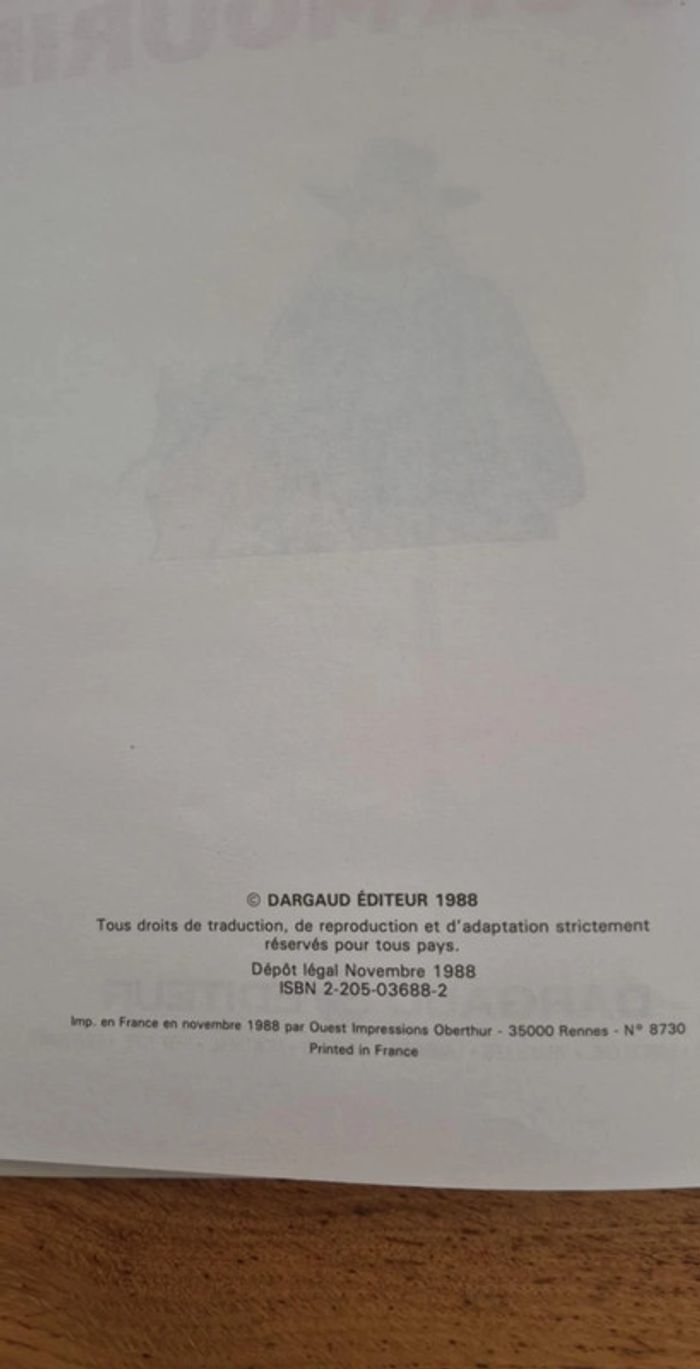 © DARGAUD ÉDITEUR 1988
Tous droits de traduction, de reproduction et d'adaptation strictement
réservés pour tous pays.
Dépôt légal Novembre 1988
ISBN 2-205-03688-2
Imp. en France en novembre 1988 par Ouest Impressions Oberthur - 35000 Rennes - N° 8730
Printed in France